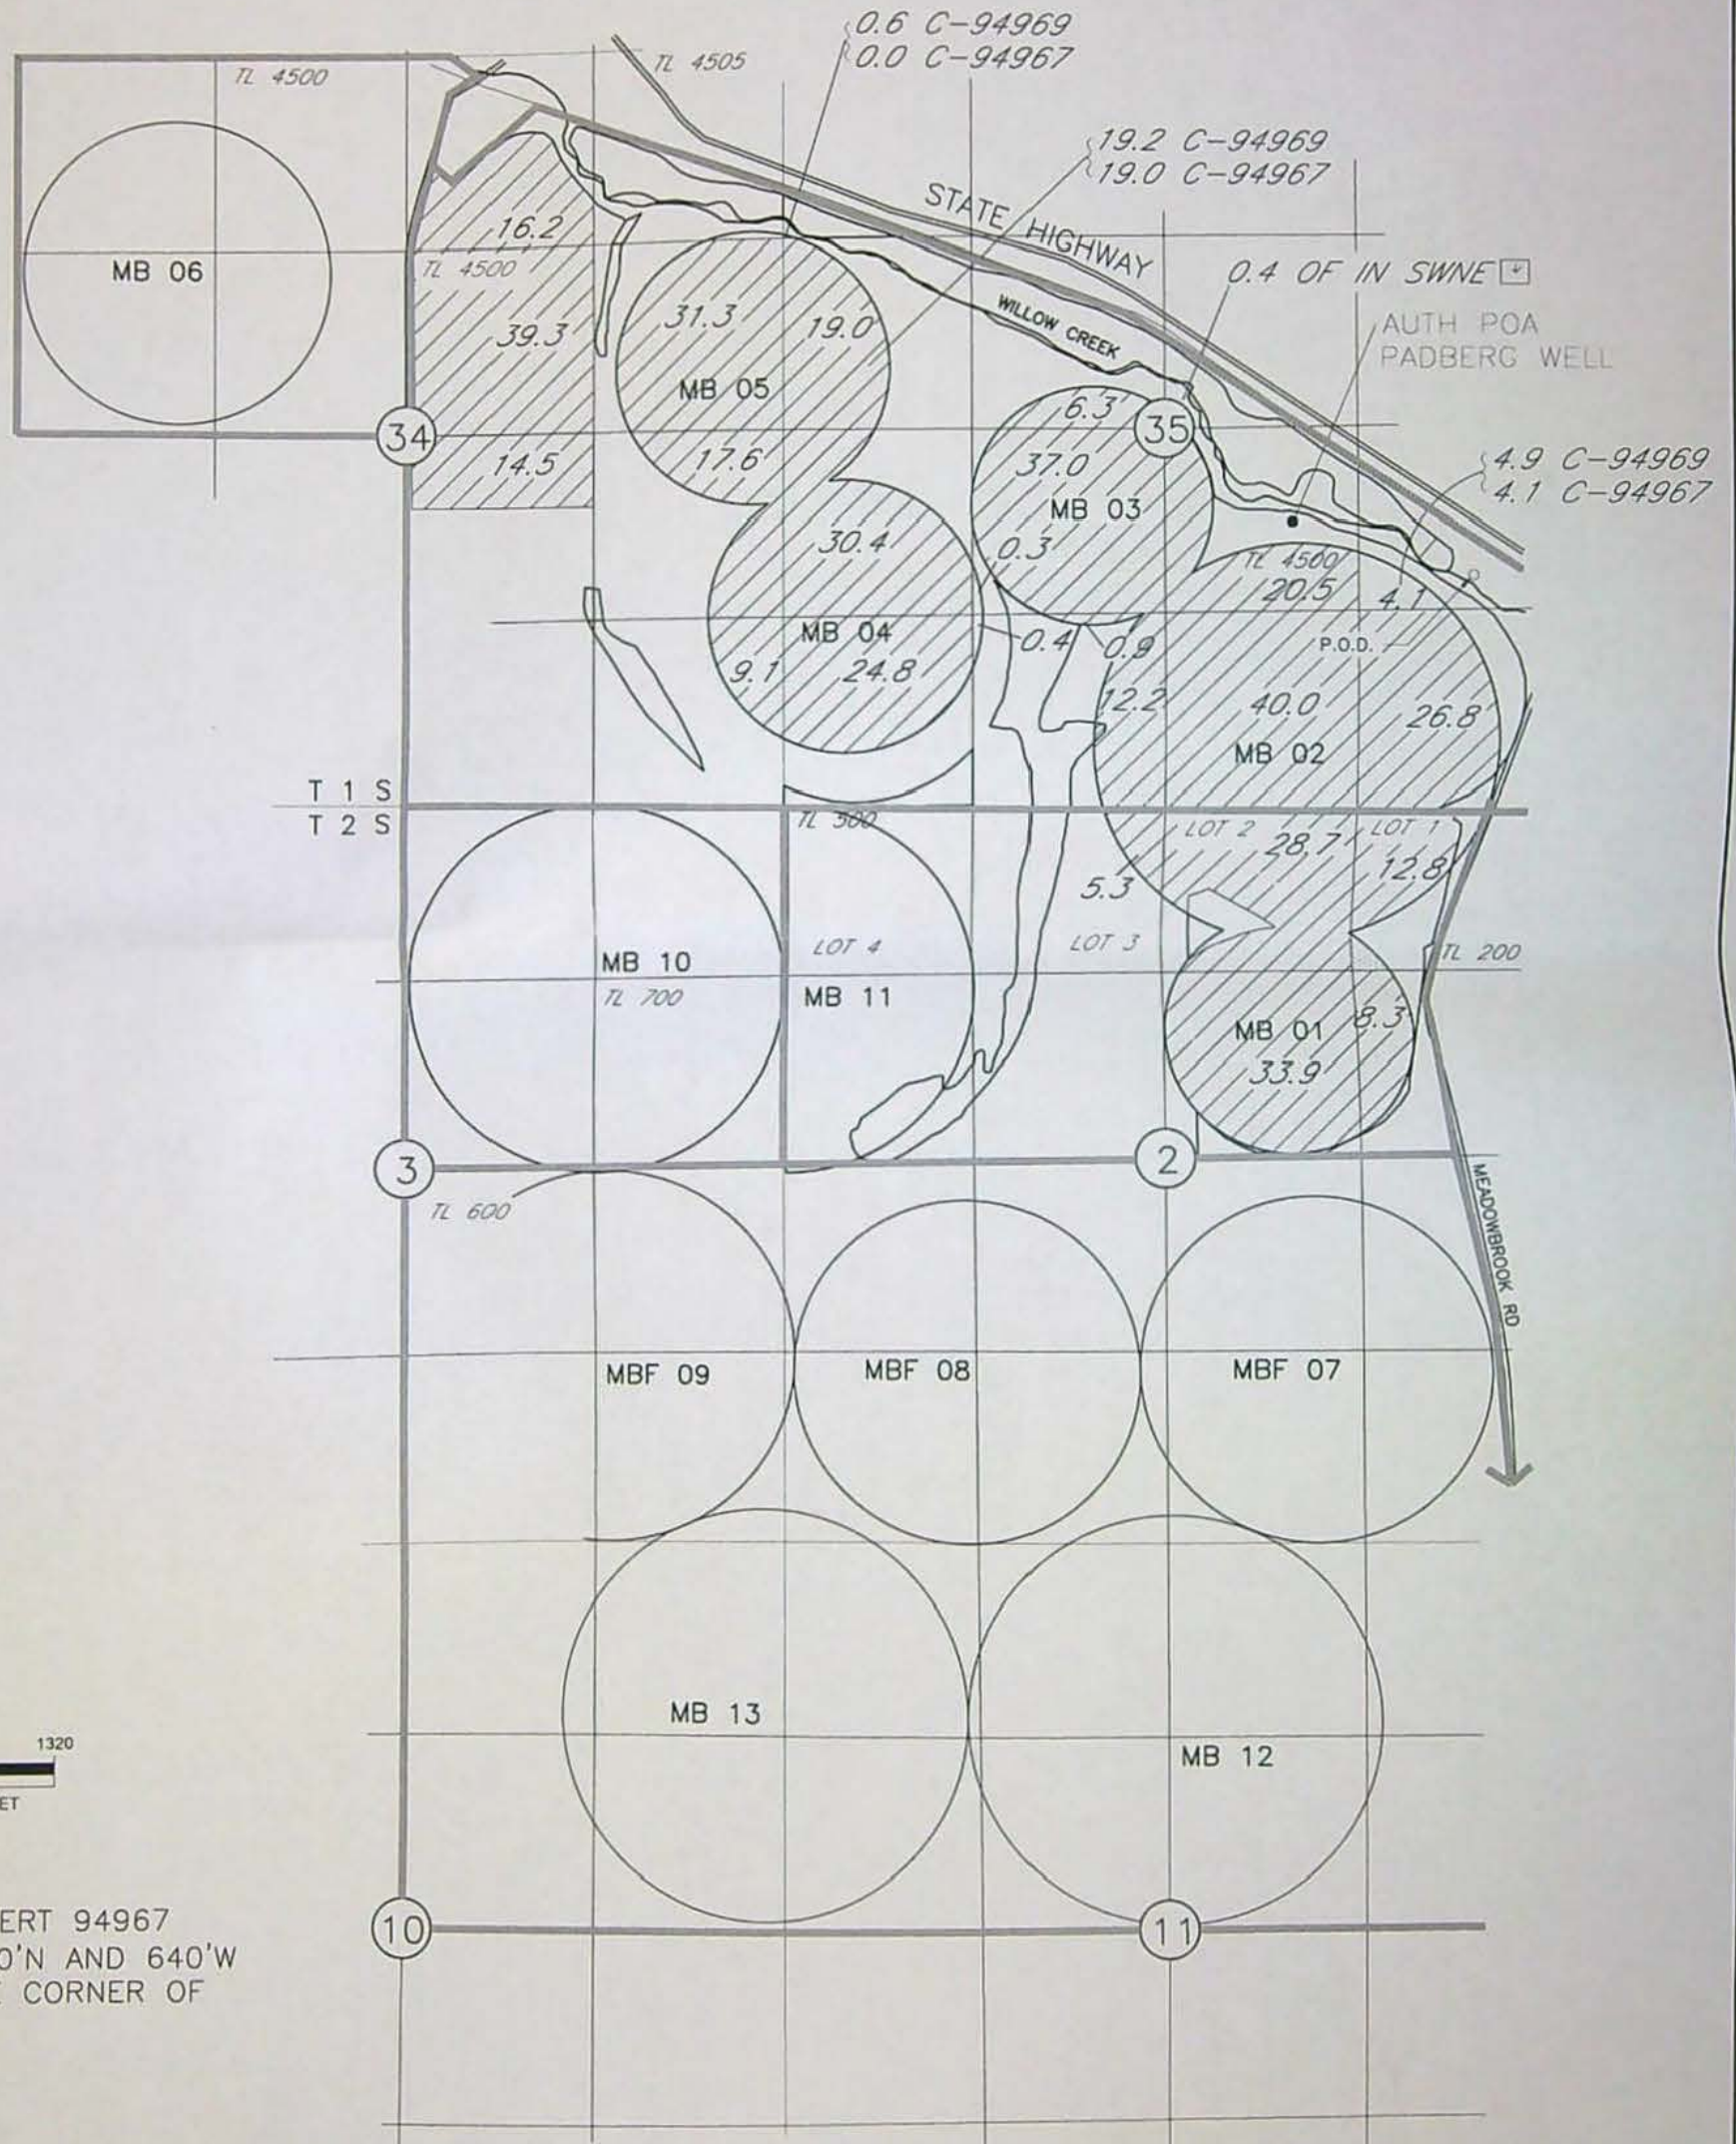 0.6 C-94969
0.0 C-94967
TL 4500
TL 4505
19.2 C-94969
19.0 C-94967
STATE HIGHWAY
16.2
MB 06
TL 4500
0.4 OF IN SWNE
WILLOW CREEK
31.3
19.0
39.3
AUTH POA
PADBERG WELL
MB 05
6.3
34
35
17.6
14.5
37.0
4.9 C-94969
4.1 C-94967
MB 03
30.4
0.3
TL 4500
20.5
4.1
MB 04
0.4
0.9
P.O.D.
9.1
24.8
12.2
40.0
26.8
MB 02
T 1 S
T 2 S
TL 500
LOT 2
28.7
LOT 1
12.8
5.3
LOT 4
LOT 3
TL 200
MB 10
TL 700
MB 11
MB 01
8.3
33.9
3
2
TL 600
MEADOWBROOK RD
MBF 09
MBF 08
MBF 07
MB 13
1320
MB 12
ET
ERT 94967
0'N AND 640'W
CORNER OF
10
11